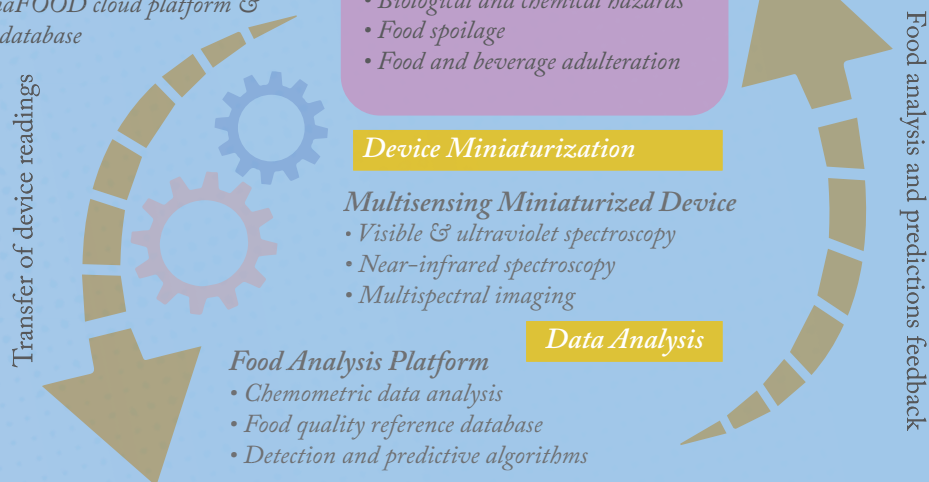 cloud platform &
database
• Biological and chemical hazards
• Food spoilage
• Food and beverage adulteration
Transfer of device readings
Food analysis and predictions feedback
Device Miniaturization
Multisensing Miniaturized Device
• Visible & ultraviolet spectroscopy
• Near-infrared spectroscopy
• Multispectral imaging
Data Analysis
Food Analysis Platform
• Chemometric data analysis
• Food quality reference database
• Detection and predictive algorithms